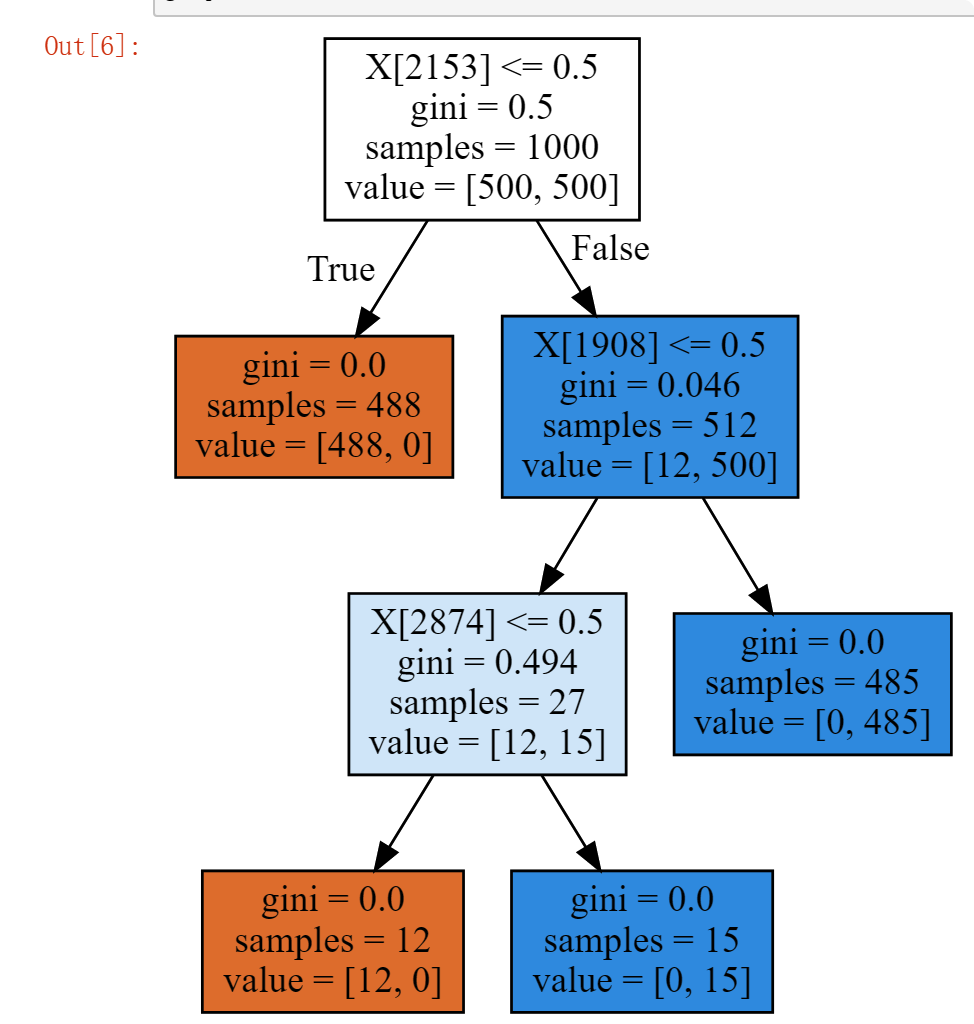 Out[6]:
X[2153] <= 0.5
gini = 0.5
samples = 1000
value = [500, 500]
True
False
gini = 0.0
samples = 488
value = [488, 0]
X[1908] <= 0.5
gini = 0.046
samples = 512
value = [12, 500]
X[2874] <= 0.5
gini = 0.494
samples = 27
value = [12, 15]
gini = 0.0
samples = 485
value = [0, 485]
gini = 0.0
samples = 12
value = [12, 0]
gini = 0.0
samples = 15
value = [0, 15]